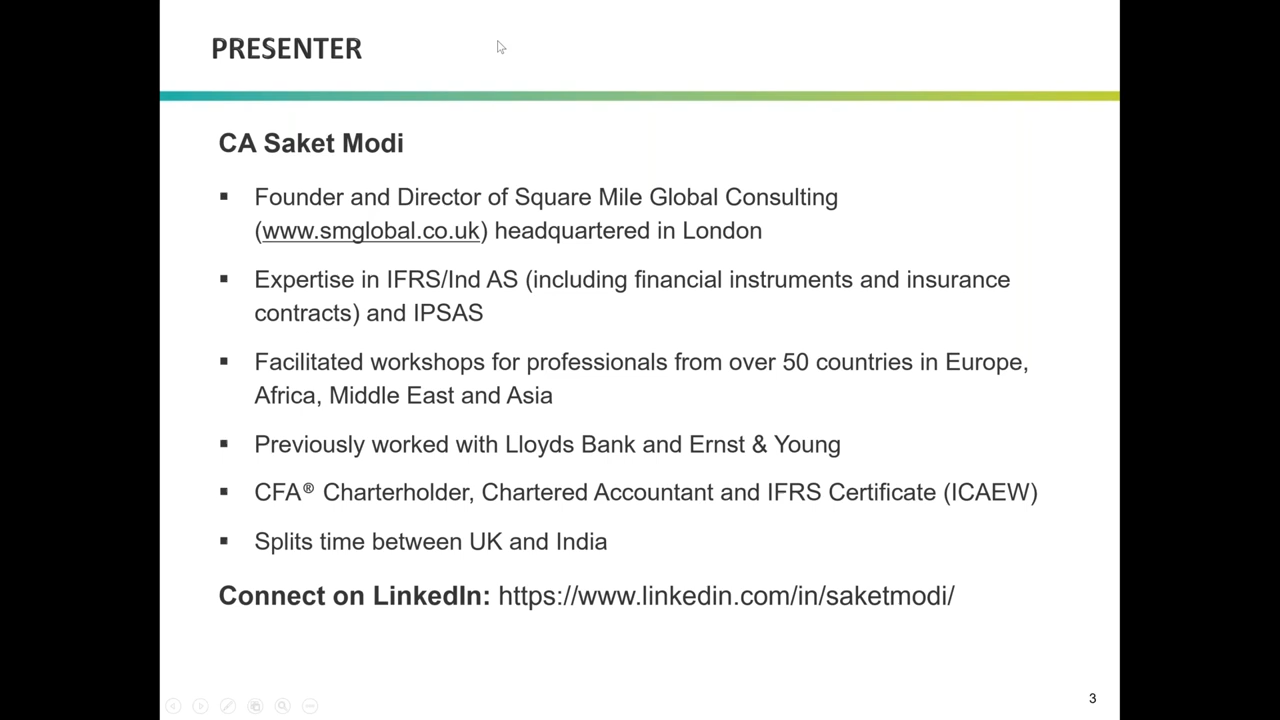 PRESENTER
CA Saket Modi
▪ Founder and Director of Square Mile Global Consulting
(www.smglobal.co.uk) headquartered in London
▪ Expertise in IFRS/Ind AS (including financial instruments and insurance
contracts) and IPSAS
▪ Facilitated workshops for professionals from over 50 countries in Europe,
Africa, Middle East and Asia
▪ Previously worked with Lloyds Bank and Ernst & Young
▪ CFA® Charterholder, Chartered Accountant and IFRS Certificate (ICAEW)
▪ Splits time between UK and India
Connect on LinkedIn: https://www.linkedin.com/in/saketmodi/
3